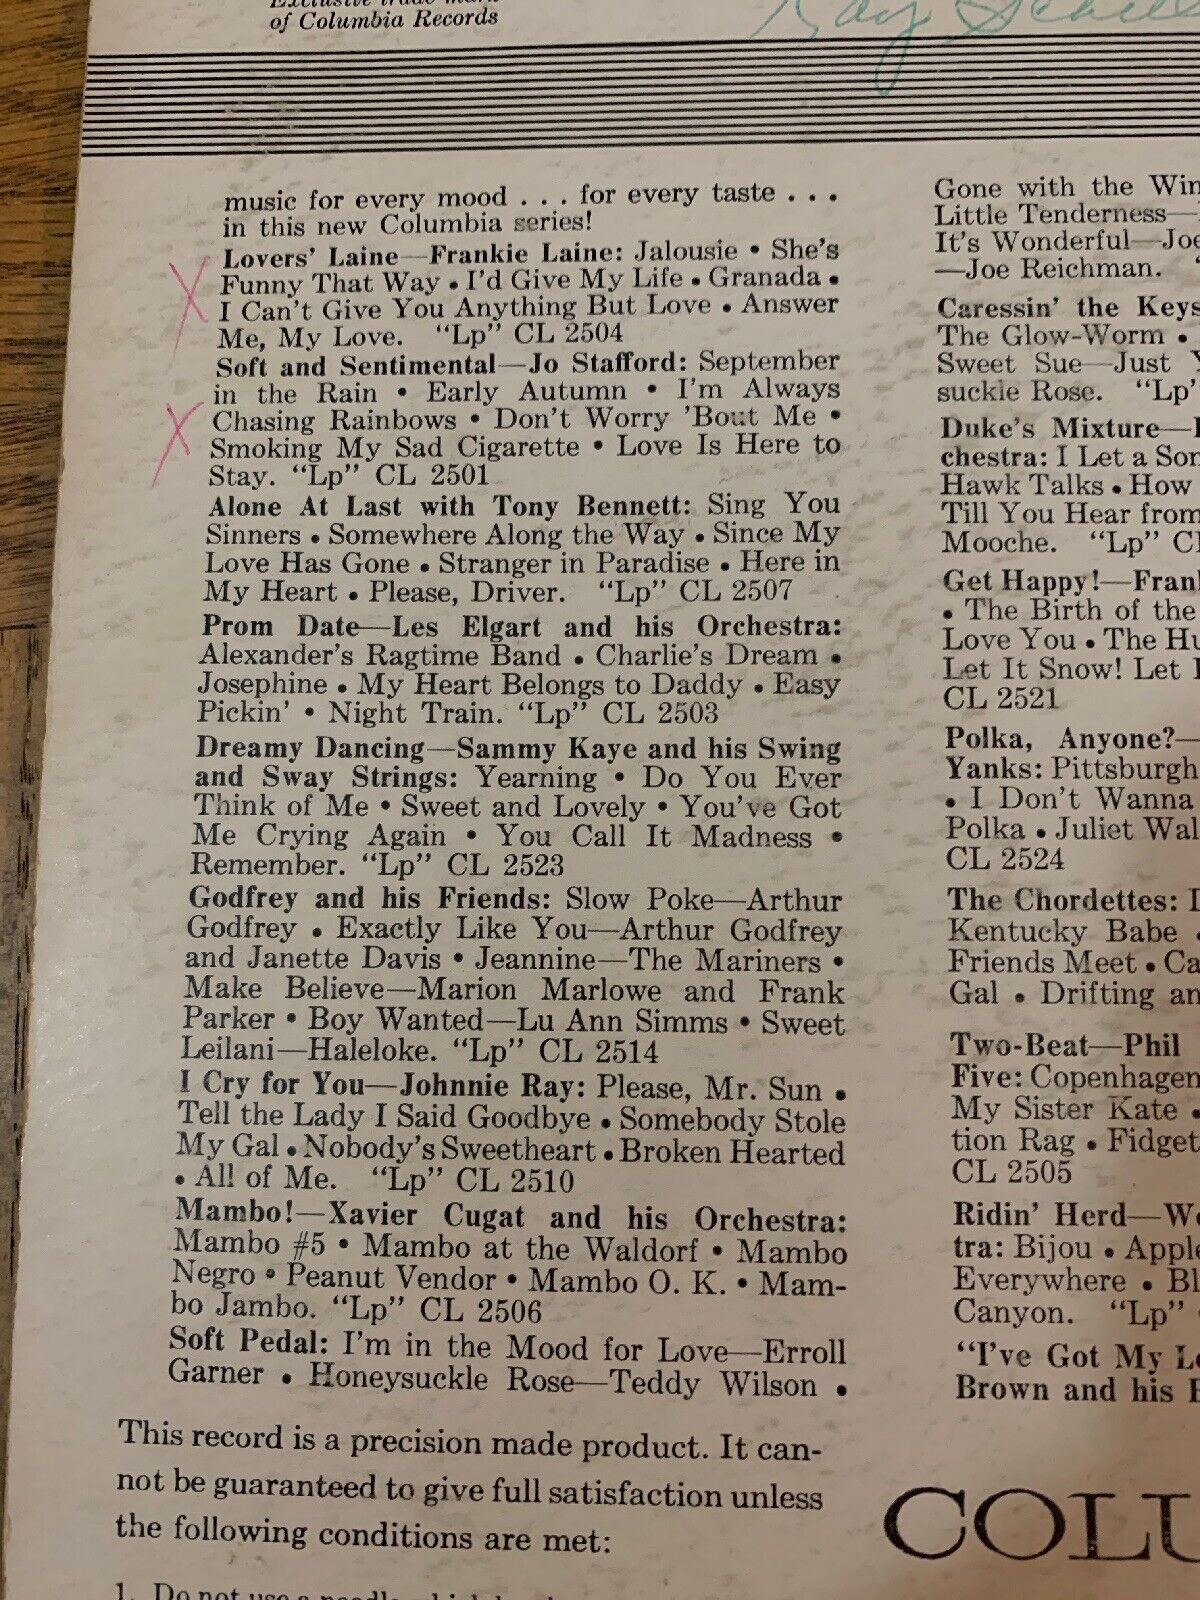 of Columbia Records
Ray
music for every mood . . . for every taste . . .
in this new Columbia series!
Lovers' Laine—Frankie Laine: Jalousie • She's
Funny That Way • I'd Give My Life • Granada •
I Can't Give You Anything But Love • Answer
Me, My Love. "Lp" CL 2504
Soft and Sentimental—Jo Stafford: September
in the Rain • Early Autumn • I'm Always
Chasing Rainbows • Don't Worry 'Bout Me •
Smoking My Sad Cigarette • Love Is Here to
Stay. "Lp" CL 2501
Alone At Last with Tony Bennett: Sing You
Sinners • Somewhere Along the Way • Since My
Love Has Gone • Stranger in Paradise • Here in
My Heart • Please, Driver. "Lp" CL 2507
Prom Date—Les Elgart and his Orchestra:
Alexander's Ragtime Band • Charlie's Dream •
Josephine • My Heart Belongs to Daddy • Easy
Pickin' • Night Train. "Lp" CL 2503
Dreamy Dancing—Sammy Kaye and his Swing
and Sway Strings: Yearning • Do You Ever
Think of Me • Sweet and Lovely • You've Got
Me Crying Again • You Call It Madness •
Remember. "Lp" CL 2523
Godfrey and his Friends: Slow Poke—Arthur
Godfrey • Exactly Like You—Arthur Godfrey
and Janette Davis • Jeannine—The Mariners •
Make Believe—Marion Marlowe and Frank
Parker • Boy Wanted—Lu Ann Simms • Sweet
Leilani—Haleloke. "Lp" CL 2514
I Cry for You—Johnnie Ray: Please, Mr. Sun •
Tell the Lady I Said Goodbye • Somebody Stole
My Gal • Nobody's Sweetheart • Broken Hearted
• All of Me. "Lp" CL 2510
Mambo!—Xavier Cugat and his Orchestra:
Mambo #5 • Mambo at the Waldorf • Mambo
Negro • Peanut Vendor • Mambo O. K. • Mam-
bo Jambo. "Lp" CL 2506
Soft Pedal: I'm in the Mood for Love—Erroll
Garner • Honeysuckle Rose—Teddy Wilson •
Gone with the Win
Little Tenderness—
It's Wonderful—Joe
—Joe Reichman. "
Caressin' the Keys
The Glow-Worm •
Sweet Sue—Just Y
suckle Rose. "Lp"
Duke's Mixture—
chestra: I Let a Son
Hawk Talks • How
Till You Hear from
Mooche. "Lp" C
Get Happy!—Fran
• The Birth of the
Love You • The Hu
Let It Snow! Let
CL 2521
Polka, Anyone?—
Yanks: Pittsburgh
• I Don't Wanna
Polka • Juliet Wal
CL 2524
The Chordettes:
Kentucky Babe •
Friends Meet • Ca
Gal • Drifting an
Two-Beat—Phil
Five: Copenhagen
My Sister Kate •
tion Rag • Fidget
CL 2505
Ridin' Herd—Wo
tra: Bijou • Apple
Everywhere • Bl
Canyon. "Lp"
"I've Got My Lo
Brown and his
This record is a precision made product. It can-
not be guaranteed to give full satisfaction unless
the following conditions are met:
COLU